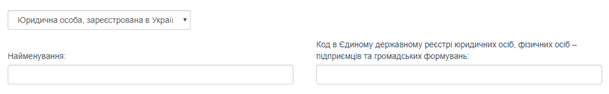 Юридична особа, зареєстрована в Украї
Код в Єдиному державному реєстрі юридичних осіб, фізичних осіб –
Найменування:
підприємців та громадських формувань: